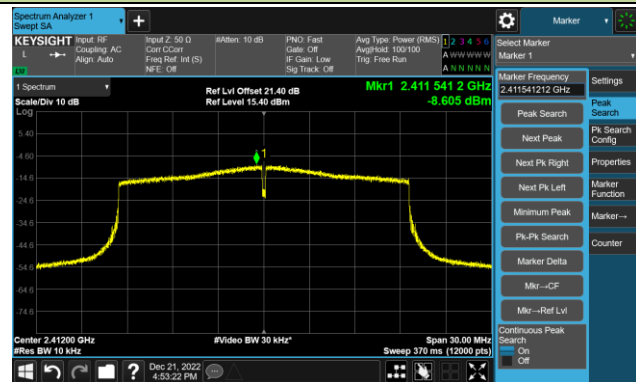 Spectrum Analyzer 1
Swept SA
+
Marker
KEYSIGHT
Input: RF
Input Z: 50 Ω
#Atten: 10 dB
PNO: Fast
Avg Type: Power (RMS)
1 2 3 4 5 6
Select Marker
L
Coupling: AC
Corr CCorr
Gate: Off
Avg|Hold: 100/100
Marker 1
Align: Auto
Freq Ref: Int (S)
IF Gain: Low
Trig: Free Run
A W W W W W
NFE: Off
Sig Track: Off
A N N N N N
LXI
1 Spectrum
Ref Lvl Offset 21.40 dB
Mkr1 2.411 541 2 GHz
Scale/Div 10 dB
Ref Level 15.40 dBm
-8.605 dBm
Log
5.40
-4.60
-14.6
-24.6
-34.6
-44.6
-54.6
-64.6
-74.6
1
Center 2.41200 GHz
#Video BW 30 kHz*
Span 30.00 MHz
#Res BW 10 kHz
Sweep 370 ms (12000 pts)
Marker Frequency
2.411541212 GHz
Peak Search
Next Peak
Next Pk Right
Next Pk Left
Minimum Peak
Pk-Pk Search
Marker Delta
Mkr→CF
Mkr→Ref Lvl
Continuous Peak
Search
On
Off
Settings
Peak
Search
Pk Search
Config
Properties
Marker
Function
Marker→
Counter
?
Dec 21, 2022
4:53:22 PM